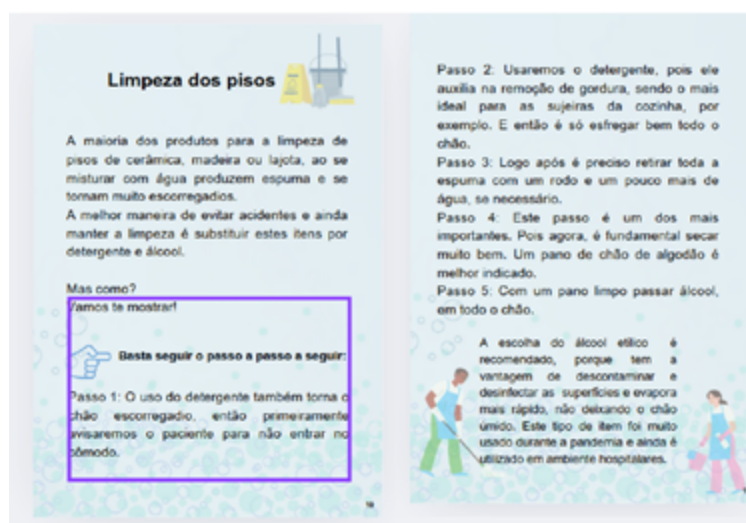 Limpeza dos pisos
A maioria dos produtos para a limpeza de
pisos de cerâmica, madeira ou lajota, ao se
misturar com água produzem espuma e se
tornam muito escorregadios.
A melhor maneira de evitar acidentes e ainda
manter a limpeza é substituir estes itens por
detergente e álcool.
Mas como?
Vamos te mostrar!
Basta seguir o passo a passo a seguir:
Passo 1: O uso do detergente também torna o
chão escorregadio, então primeiramente
avisaremos o paciente para não entrar no
cômodo.
Passo 2: Usaremos o detergente, pois ele
auxilia na remoção de gordura, sendo o mais
ideal para as sujeiras da cozinha, por
exemplo. E então é só esfregar bem todo o
chão.
Passo 3: Logo após é preciso retirar toda a
espuma com um rodo e um pouco mais de
água, se necessário.
Passo 4: Este passo é um dos mais
importantes. Pois agora, é fundamental secar
muito bem. Um pano de chão de algodão é
melhor indicado.
Passo 5: Com um pano limpo passar álcool,
em todo o chão.
A escolha do álcool etílico é
recomendado, porque tem a
vantagem de descontaminar e
desinfectar as superfícies e evapora
mais rápido, não deixando o chão
úmido. Este tipo de item foi muito
usado durante a pandemia e ainda é
utilizado em ambiente hospitalares.